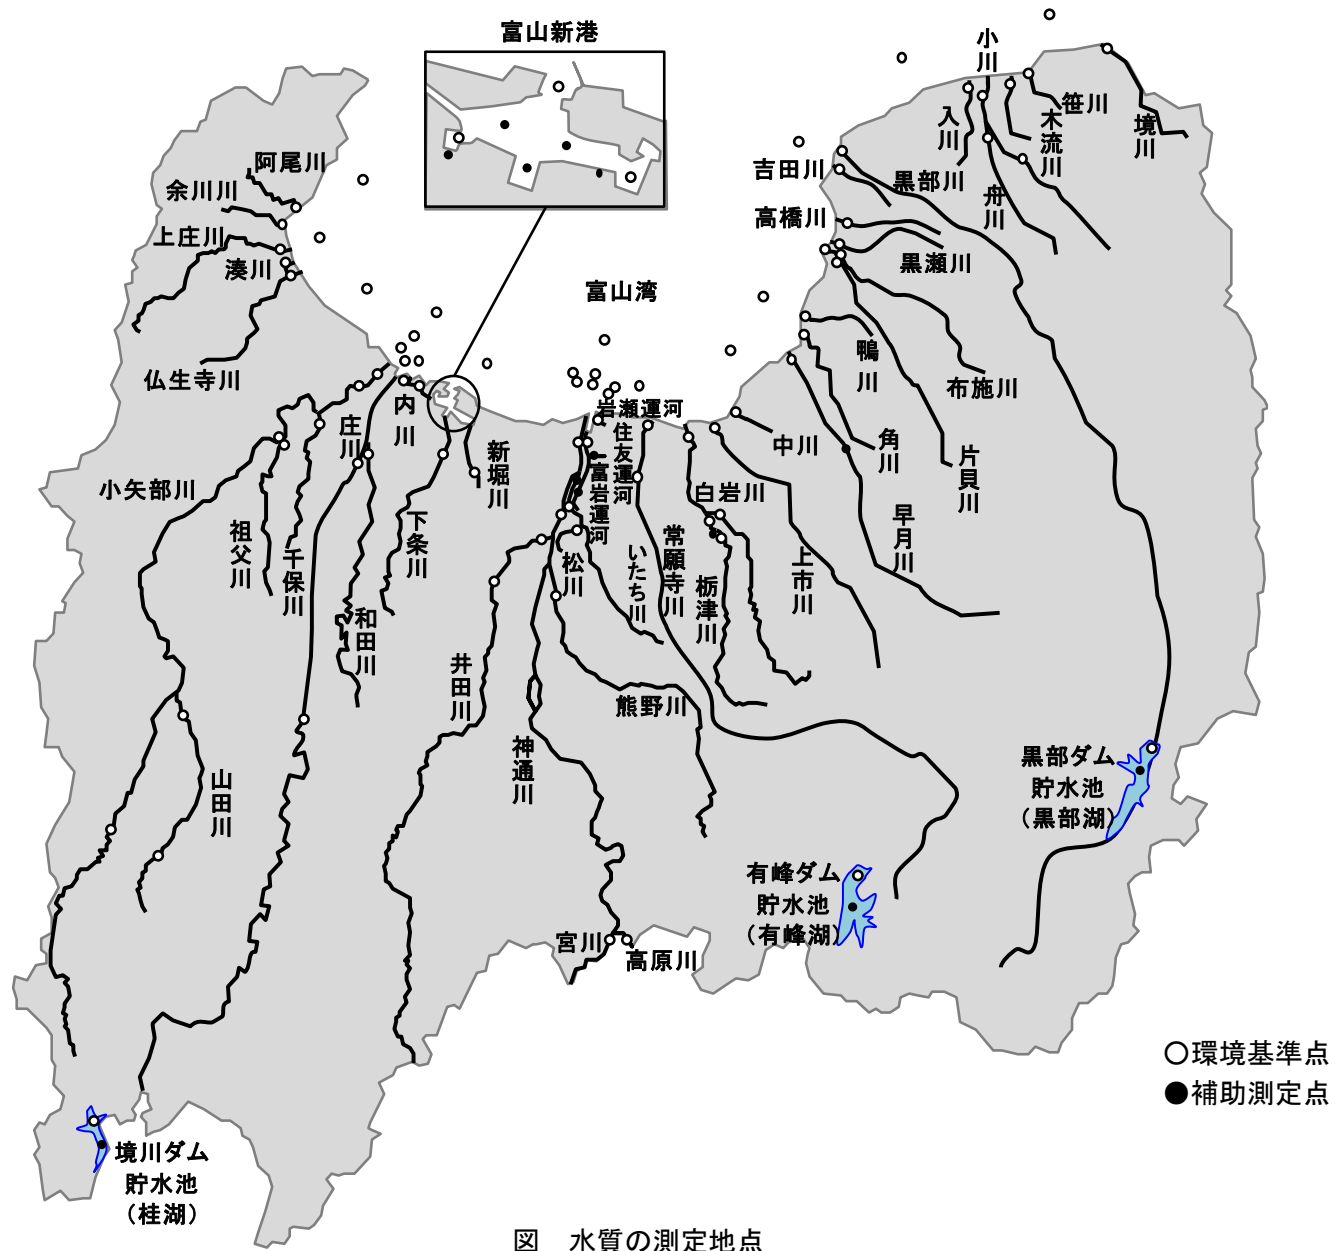 富山新港
小川
笹川
入川
木流川
境川
阿尾川
余川川
吉田川
黒部川
舟川
上庄川
高橋川
湊川
黒瀬川
富山湾
仏生寺川
鴨川
布施川
内川
岩瀬運河
庄川
住友運河
中川
角川
片貝川
新堀川
富岩運河
小矢部川
白岩川
祖父川
千保川
下条川
松川
いたち川
常願寺川
栃津川
上市川
早月川
和田川
井田川
熊野川
神通川
山田川
黒部ダム
貯水池
（黒部湖）
有峰ダム
貯水池
（有峰湖）
宮川
高原川
○環境基準点
●補助測定点
境川ダム
貯水池
（桂湖）
図　水質の測定地点